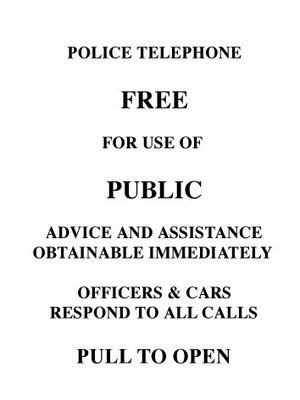 POLICE TELEPHONE
FREE
FOR USE OF
PUBLIC
ADVICE AND ASSISTANCE
OBTAINABLE IMMEDIATELY
OFFICERS & CARS
RESPOND TO ALL CALLS
PULL TO OPEN